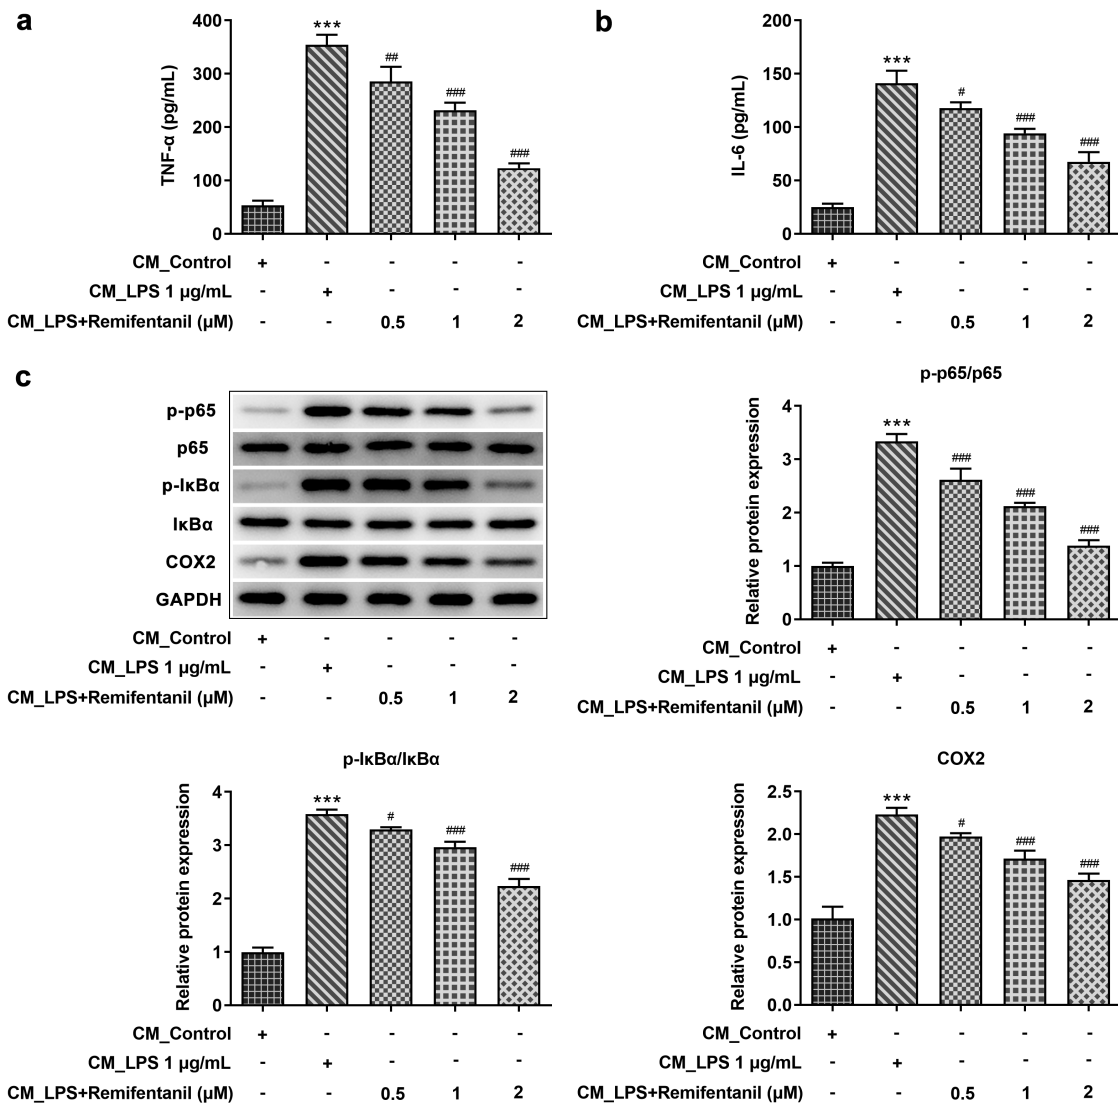 a
TNF-α (pg/mL)
400
300
200
100
0
***
##
###
###
CM_Control + - - - -
CM_LPS 1 μg/mL - + - - -
CM_LPS+Remifentanil (μM) - - 0.5 1 2
b
IL-6 (pg/mL)
200
150
100
50
0
***
#
###
###
CM_Control + - - - -
CM_LPS 1 μg/mL - + - - -
CM_LPS+Remifentanil (μM) - - 0.5 1 2
c
p-p65
p65
p-IκBα
IκBα
COX2
GAPDH
CM_Control + - - - -
CM_LPS 1 μg/mL - + - - -
CM_LPS+Remifentanil (μM) - - 0.5 1 2
p-p65/p65
Relative protein expression
4
3
2
1
0
***
###
###
###
CM_Control + - - - -
CM_LPS 1 μg/mL - + - - -
CM_LPS+Remifentanil (μM) - - 0.5 1 2
p-IκBα/IκBα
Relative protein expression
4
3
2
1
0
***
#
###
###
CM_Control + - - - -
CM_LPS 1 μg/mL - + - - -
CM_LPS+Remifentanil (μM) - - 0.5 1 2
COX2
Relative protein expression
2.5
2.0
1.5
1.0
0.5
0.0
***
#
###
###
CM_Control + - - - -
CM_LPS 1 μg/mL - + - - -
CM_LPS+Remifentanil (μM) - - 0.5 1 2